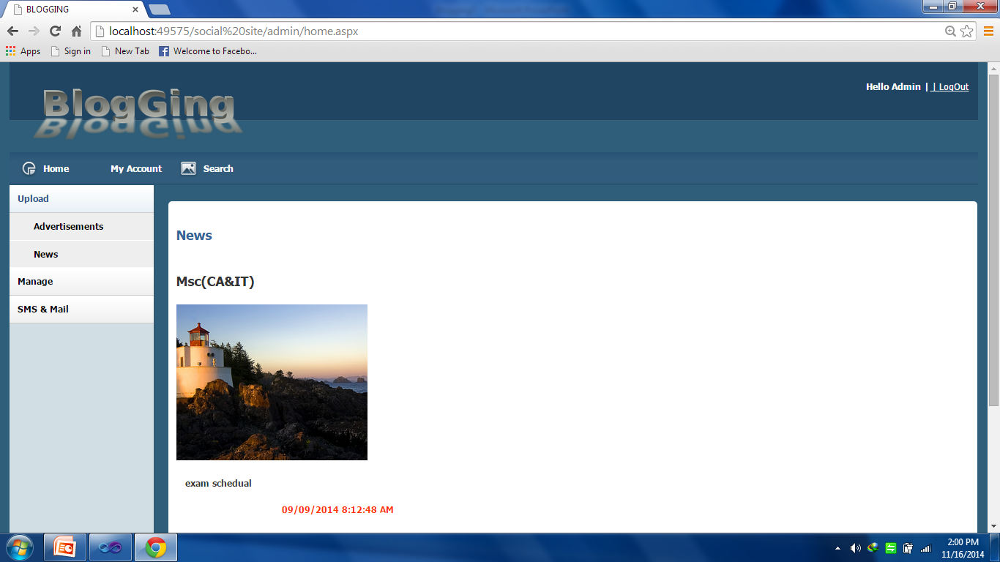 BLOGGING
localhost:49575/social%20site/admin/home.aspx
Apps Sign in New Tab Welcome to Facebo...
Hello Admin | | LogOut
BlogGing
Home My Account Search
Upload
Advertisements
News
Manage
SMS & Mail
News
Msc(CA&IT)
exam schedual
09/09/2014 8:12:48 AM
2:00 PM
11/16/2014